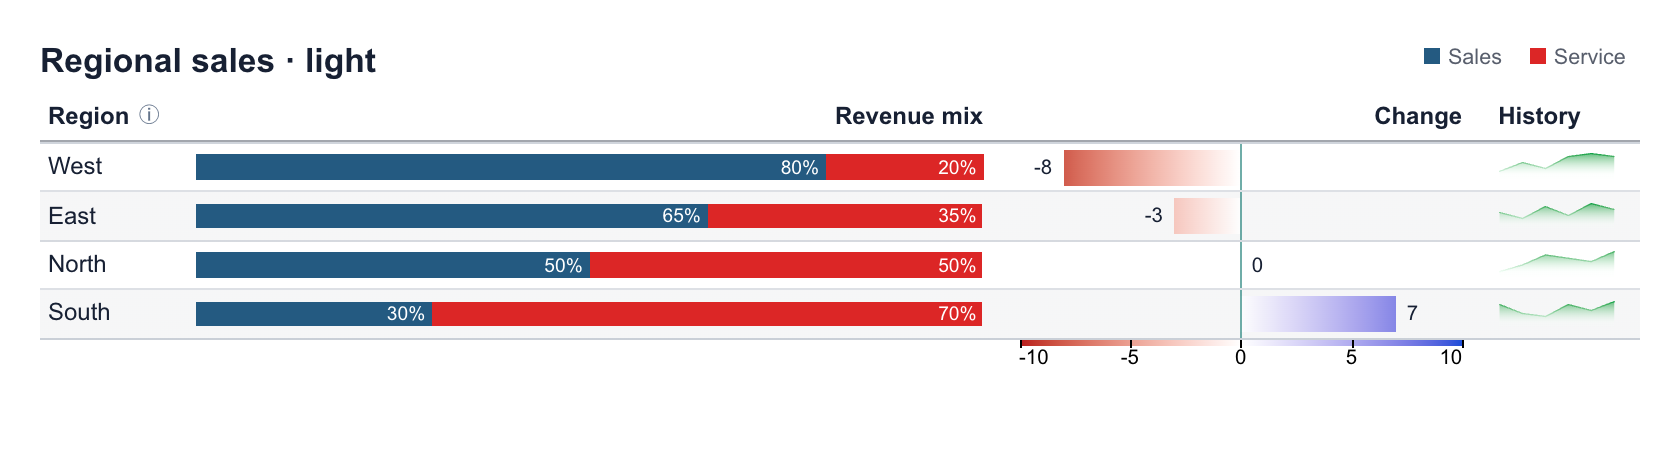 Regional sales · light
Sales Service
Region ⓘ Revenue mix Change History
West 80% 20% -8
East 65% 35% -3
North 50% 50% 0
South 30% 70% 7
-10 -5 0 5 10